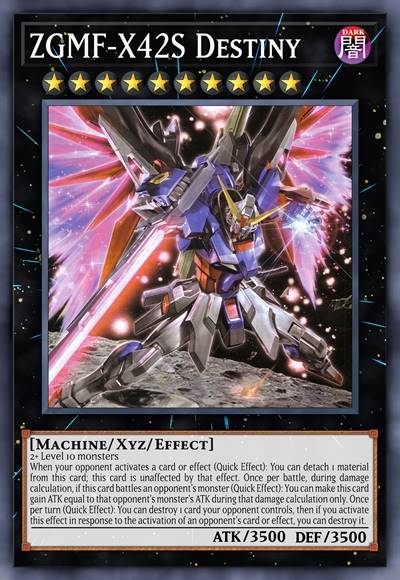 ZGMF-X42S Destiny
DARK
闇
[Machine/Xyz/Effect]
2+ Level 10 monsters
When your opponent activates a card or effect (Quick Effect): You can detach 1 material
from this card; this card is unaffected by that effect. Once per battle, during damage
calculation, if this card battles an opponent's monster (Quick Effect): You can make this card
gain ATK equal to that opponent's monster's ATK during that damage calculation only. Once
per turn (Quick Effect): You can destroy 1 card your opponent controls, then if you activate
this effect in response to the activation of an opponent's card or effect, you can destroy it.
ATK/3500 DEF/3500